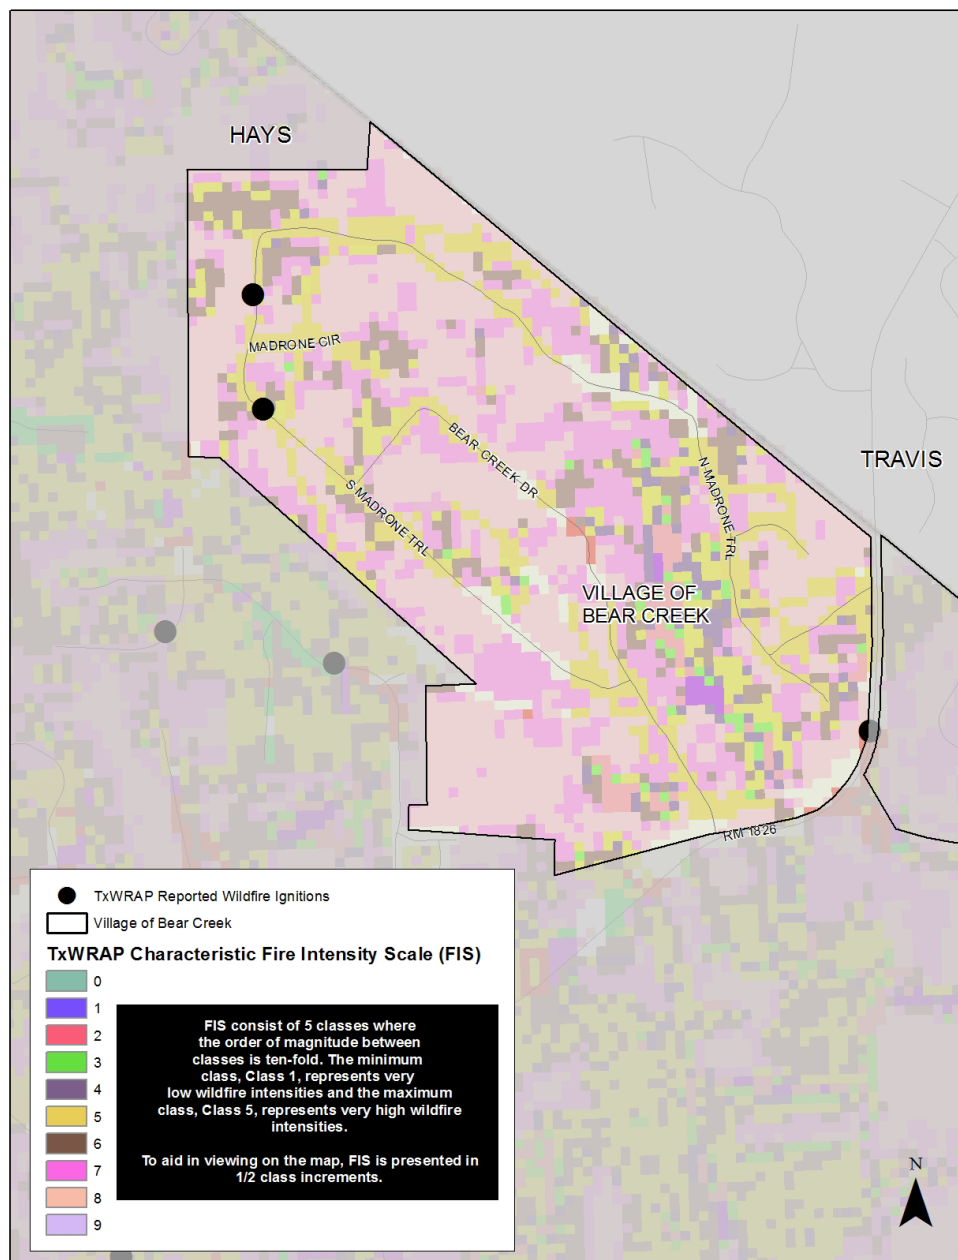 HAYS
MADRONE CIR
TRAVIS
BEAR CREEK DR
N MADRONE TRL
S MADRONE TRL
VILLAGE OF
BEAR CREEK
RM 1826
TxWRAP Reported Wildfire Ignitions
Village of Bear Creek
TxWRAP Characteristic Fire Intensity Scale (FIS)
0
1
2
3
4
5
6
7
8
9
FIS consist of 5 classes where
the order of magnitude between
classes is ten-fold. The minimum
class, Class 1, represents very
low wildfire intensities and the maximum
class, Class 5, represents very high wildfire
intensities.
To aid in viewing on the map, FIS is presented in
1/2 class increments.
N